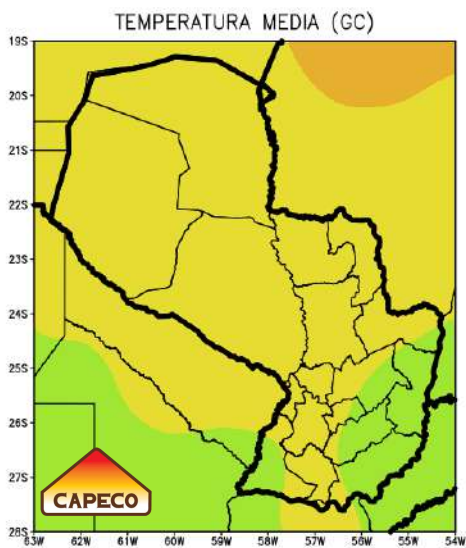 TEMPERATURA MEDIA (GC)
19S
20S
21S
22S
23S
24S
25S
26S
27S
28S
CAPECO
63W 62W 61W 60W 59W 58W 57W 56W 55W 54W